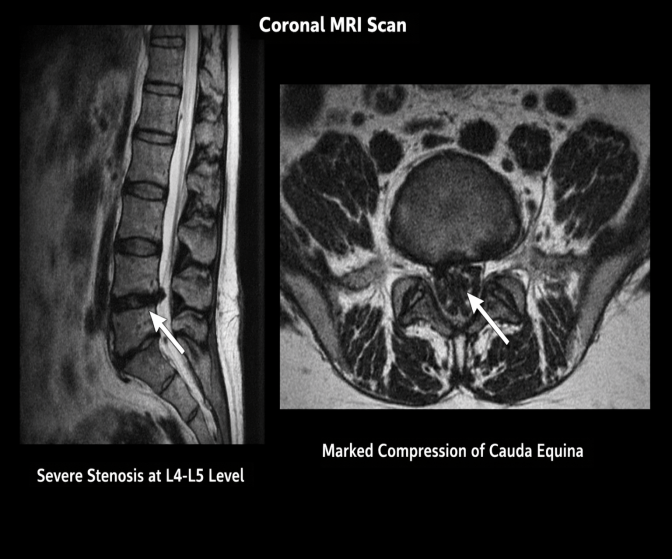 Coronal MRI Scan
Severe Stenosis at L4-L5 Level
Marked Compression of Cauda Equina